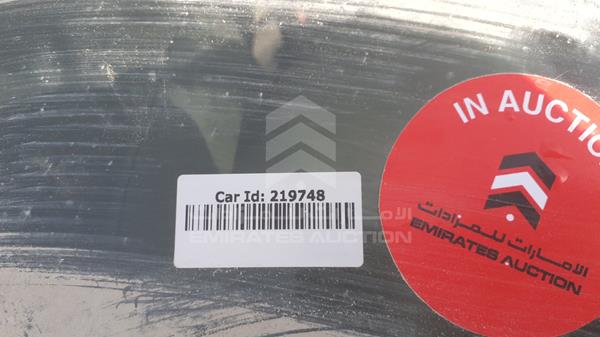 Car Id: 219748
الامارات للمزادات
EMIRATES AUCTION
IN AUCTIO
الامارات للمزادات
EMIRATES AUCTION